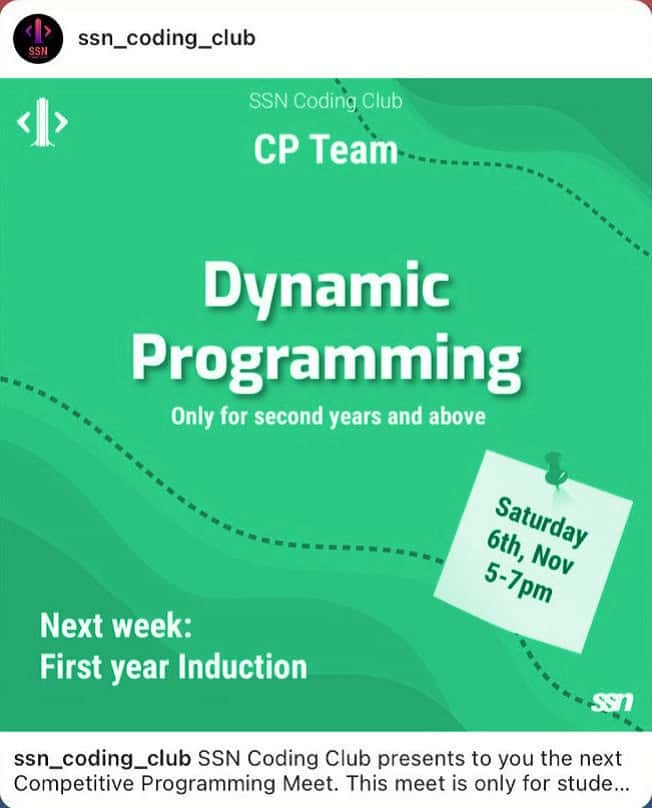 SSN
ssn_coding_club
SSN Coding Club
CP Team
Dynamic
Programming
Only for second years and above
Saturday
6th, Nov
5-7pm
Next week:
First year Induction
ssn
ssn_coding_club SSN Coding Club presents to you the next
Competitive Programming Meet. This meet is only for stude...